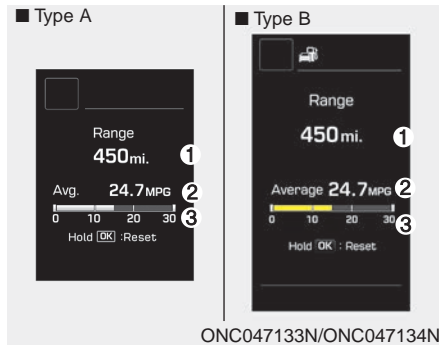 ■ Type A
Range
450mi.
1
Avg. 24.7MPG
2
3
0 10 20 30
Hold OK :Reset
■ Type B
Range
450mi.
1
Average 24.7MPG
2
3
0 10 20 30
Hold OK : Reset
ONC047133N/ONC047134N